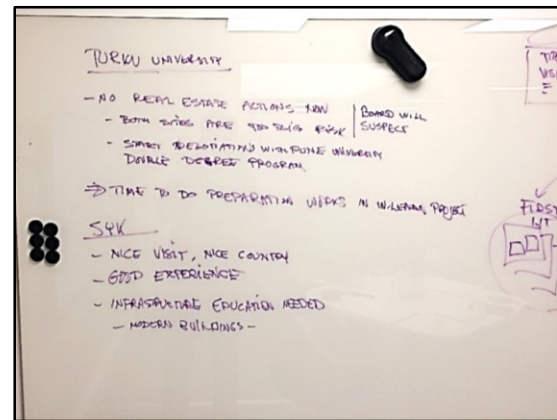 TURKU UNIVERSITY
- NO REAL ESTATE ACTIONS NOW
- BOTH SITES ARE TOO BIG RISK
BOARD WILL
SUSPECT
- START NEGOTIATIONS WITH PUNE UNIVERSITY
DOUBLE DEGREE PROGRAM
⇒ TIME TO DO PREPARATION WORKS IN PROJECT
SYK
- NICE VISIT, NICE COUNTRY
- GOOD EXPERIENCE
- INFRASTUCTURE EDUCATION NEEDED
- MODERN BUILDINGS -
FIRST